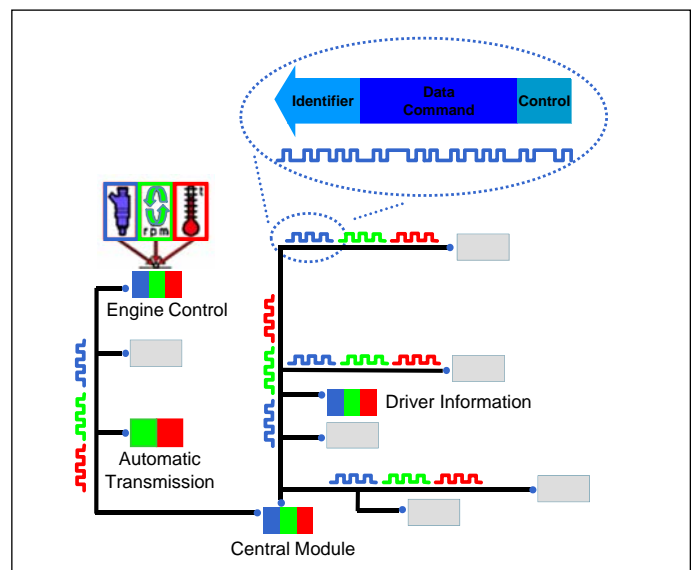 Identifier
Data
Command
Control
t
rpm
Engine Control
Driver Information
Automatic
Transmission
Central Module